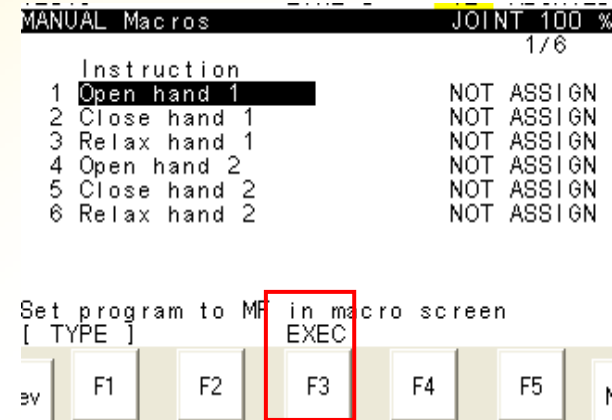 MANUAL Macros JOINT 100 %
1/6
Instruction
1 Open hand 1 NOT ASSIGN
2 Close hand 1 NOT ASSIGN
3 Relax hand 1 NOT ASSIGN
4 Open hand 2 NOT ASSIGN
5 Close hand 2 NOT ASSIGN
6 Relax hand 2 NOT ASSIGN
Set program to MF in macro screen
[ TYPE ] EXEC
ev F1 F2 F3 F4 F5